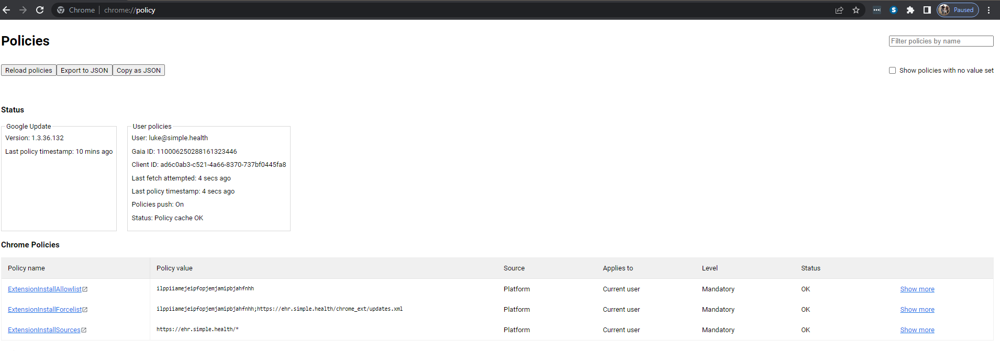 Chrome chrome://policy Paused
Policies
Filter policies by name
Reload policies Export to JSON Copy as JSON
Show policies with no value set
Status
Google Update
Version: 1.3.36.132
Last policy timestamp: 10 mins ago
User policies
User: luke@simple.health
Gaia ID: 110006250288161323446
Client ID: ad6c0ab3-c521-4a66-8370-737bf0445fa8
Last fetch attempted: 4 secs ago
Last policy timestamp: 4 secs ago
Policies push: On
Status: Policy cache OK
Chrome Policies
Policy name Policy value Source Applies to Level Status
ExtensionInstallAllowlist ilppiiamejeipfopjemjamipbjahfnhh Platform Current user Mandatory OK Show more
ExtensionInstallForcelist ilppiiamejeipfopjemjamipbjahfnhh;https://ehr.simple.health/chrome_ext/updates.xml Platform Current user Mandatory OK Show more
ExtensionInstallSources https://ehr.simple.health/* Platform Current user Mandatory OK Show more